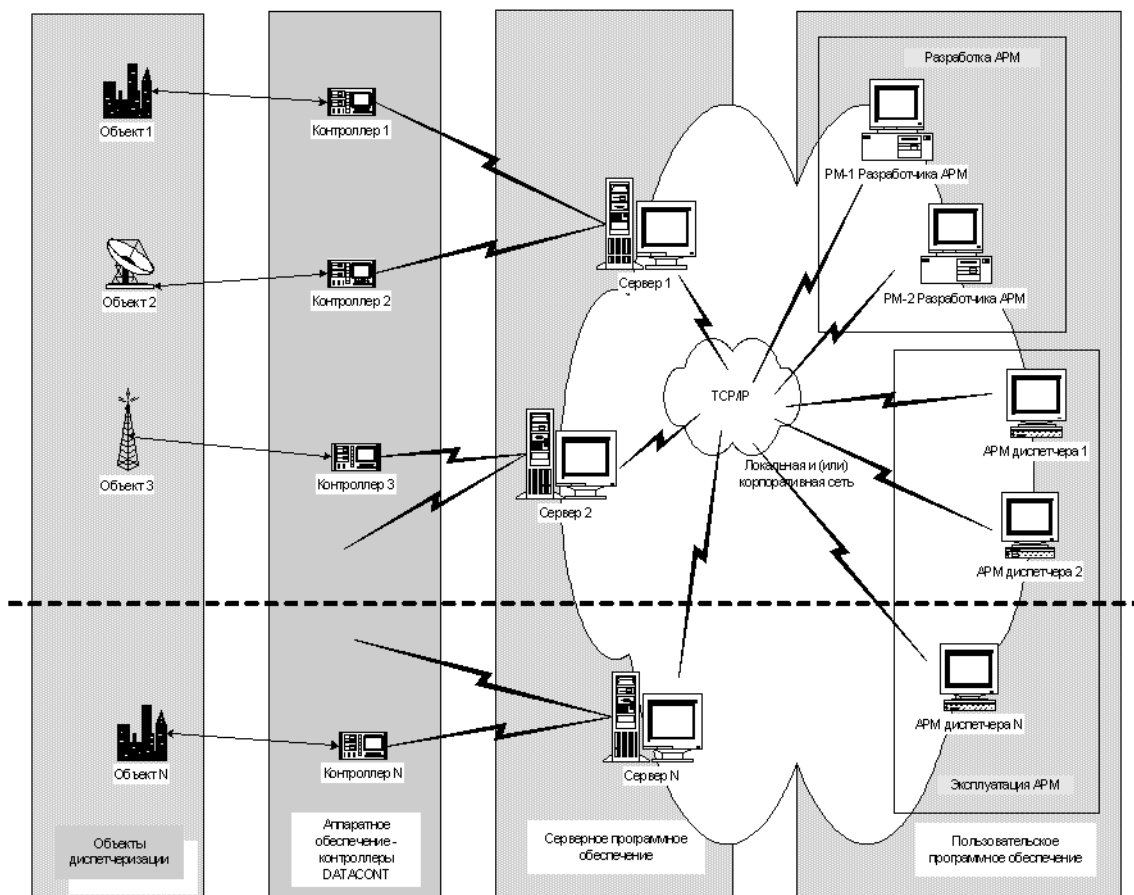 Разработка АРМ
Объект 1
Контроллер 1
РМ-1 Разработчика АРМ
Объект 2
Контроллер 2
Сервер 1
РМ-2 Разработчика АРМ
TCP/IP
Объект 3
Контроллер 3
Сервер 2
Локальная и (или)
корпоративная сеть
АРМ диспетчера 1
АРМ диспетчера 2
Объект N
Контроллер N
Сервер N
АРМ диспетчера N
Эксплуатация АРМ
Объекты
диспетчеризации
Аппаратное
обеспечение -
контроллеры
DATACONT
Серверное программное
обеспечение
Пользовательское
программное обеспечение